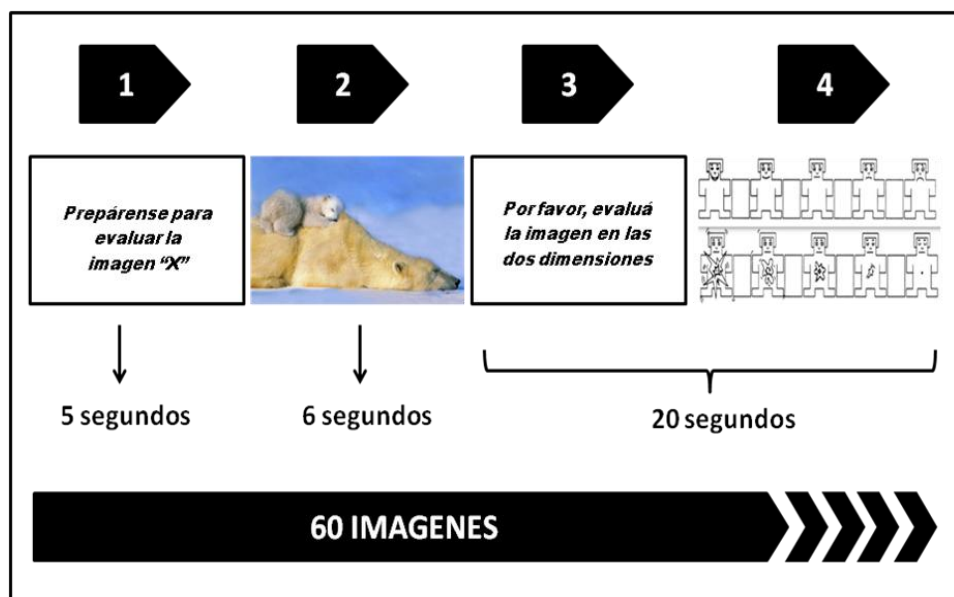 1
2
3
4
Prepárense para
evaluar la
imagen “X”
Por favor, evaluá
la imagen en las
dos dimensiones
5 segundos
6 segundos
20 segundos
60 IMAGENES